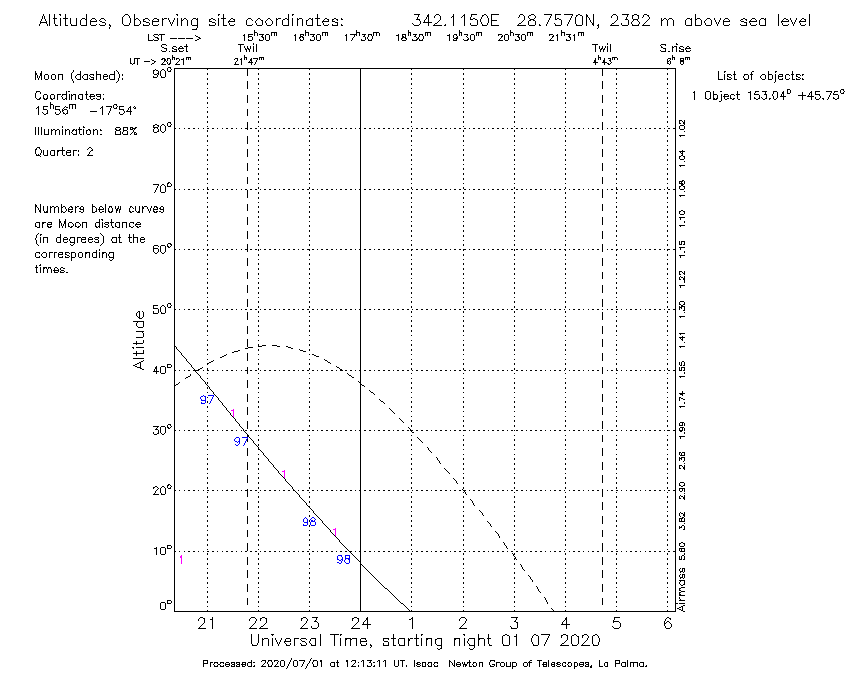 Altitudes, Observing site coordinates: 342.1150E 28.7570N, 2382 m above sea level
LST ---> 15ʰ30ᵐ 16ʰ30ᵐ 17ʰ30ᵐ 18ʰ30ᵐ 19ʰ30ᵐ 20ʰ30ᵐ 21ʰ31ᵐ
S.set Twil Twil S.rise
UT -> 20ʰ21ᵐ 21ʰ47ᵐ 4ʰ43ᵐ 6ʰ 8ᵐ
Moon (dashed):
Coordinates:
15ʰ56ᵐ -17°54'
Illumination: 88%
Quarter: 2
Numbers below curves
are Moon distance
(in degrees) at the
corresponding
times.
List of objects:
1 Object 153.04ᴰ +45.75°
90°
80°
70°
60°
50°
40°
30°
20°
10°
0°
Altitude
1.02
1.04
1.06
1.10
1.15
1.22
1.30
1.41
1.55
1.74
1.99
2.36
2.90
3.82
5.60
Airmass
97
1
97
1
98
1
98
1
21 22 23 24 1 2 3 4 5 6
Universal Time, starting night 01 07 2020
Processed: 2020/07/01 at 12:13:11 UT. Isaac Newton Group of Telescopes, La Palma.